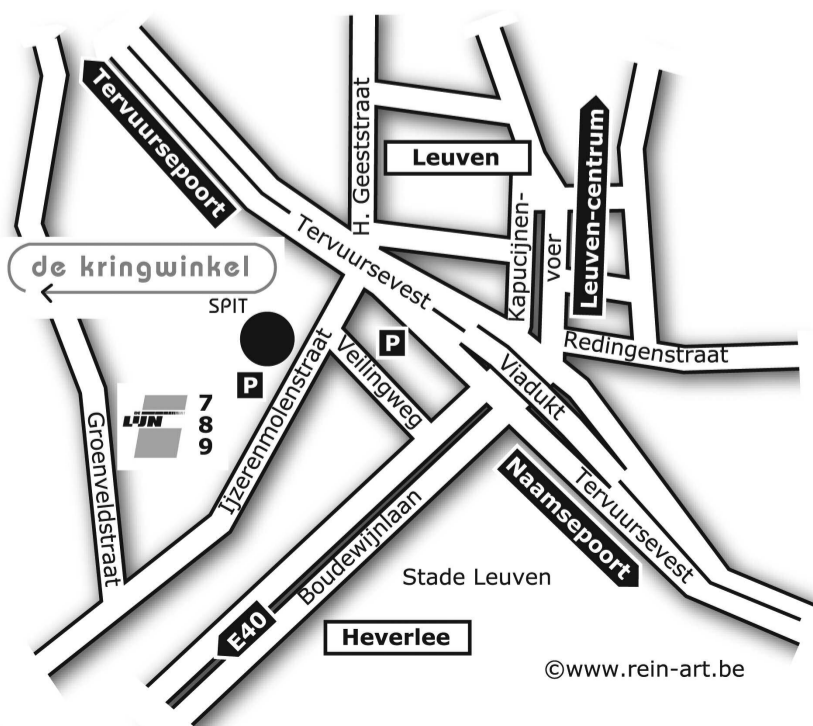 Tervuursepoort
H. Geeststraat
Leuven
Kapucijnen-
voer
Leuven-centrum
Tervuursevest
de kringwinkel
SPIT
P
P
Veilingweg
Viadukt
Redingenstraat
LIJN
7
8
9
Groenveldstraat
Ijzerenmolenstraat
Boudewijnlaan
Naamsepoort
Tervuursevest
Stade Leuven
E40
Heverlee
©www.rein-art.be